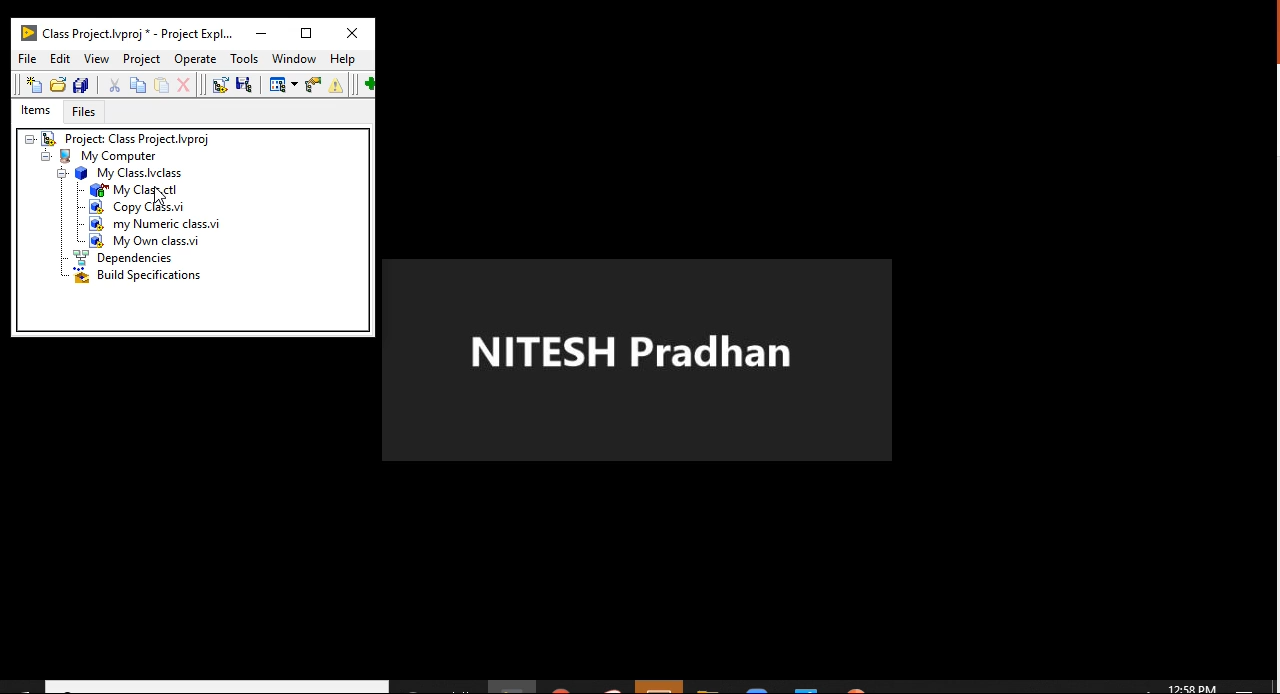 Class Project.lvproj * - Project Expl...
File Edit View Project Operate Tools Window Help
Items Files
Project: Class Project.lvproj
My Computer
My Class.lvclass
My Class.ctl
Copy Class.vi
my Numeric class.vi
My Own class.vi
Dependencies
Build Specifications
NITESH Pradhan
12:58 PM